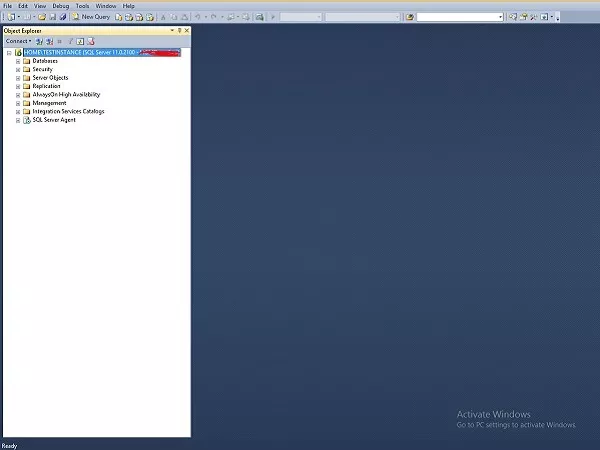 File Edit View Debug Tools Window Help
New Query
Object Explorer
Connect
HOME\TESTINSTANCE (SQL Server 11.0.2100 -
Databases
Security
Server Objects
Replication
AlwaysOn High Availability
Management
Integration Services Catalogs
SQL Server Agent
Activate Windows
Go to PC settings to activate Windows.
Ready